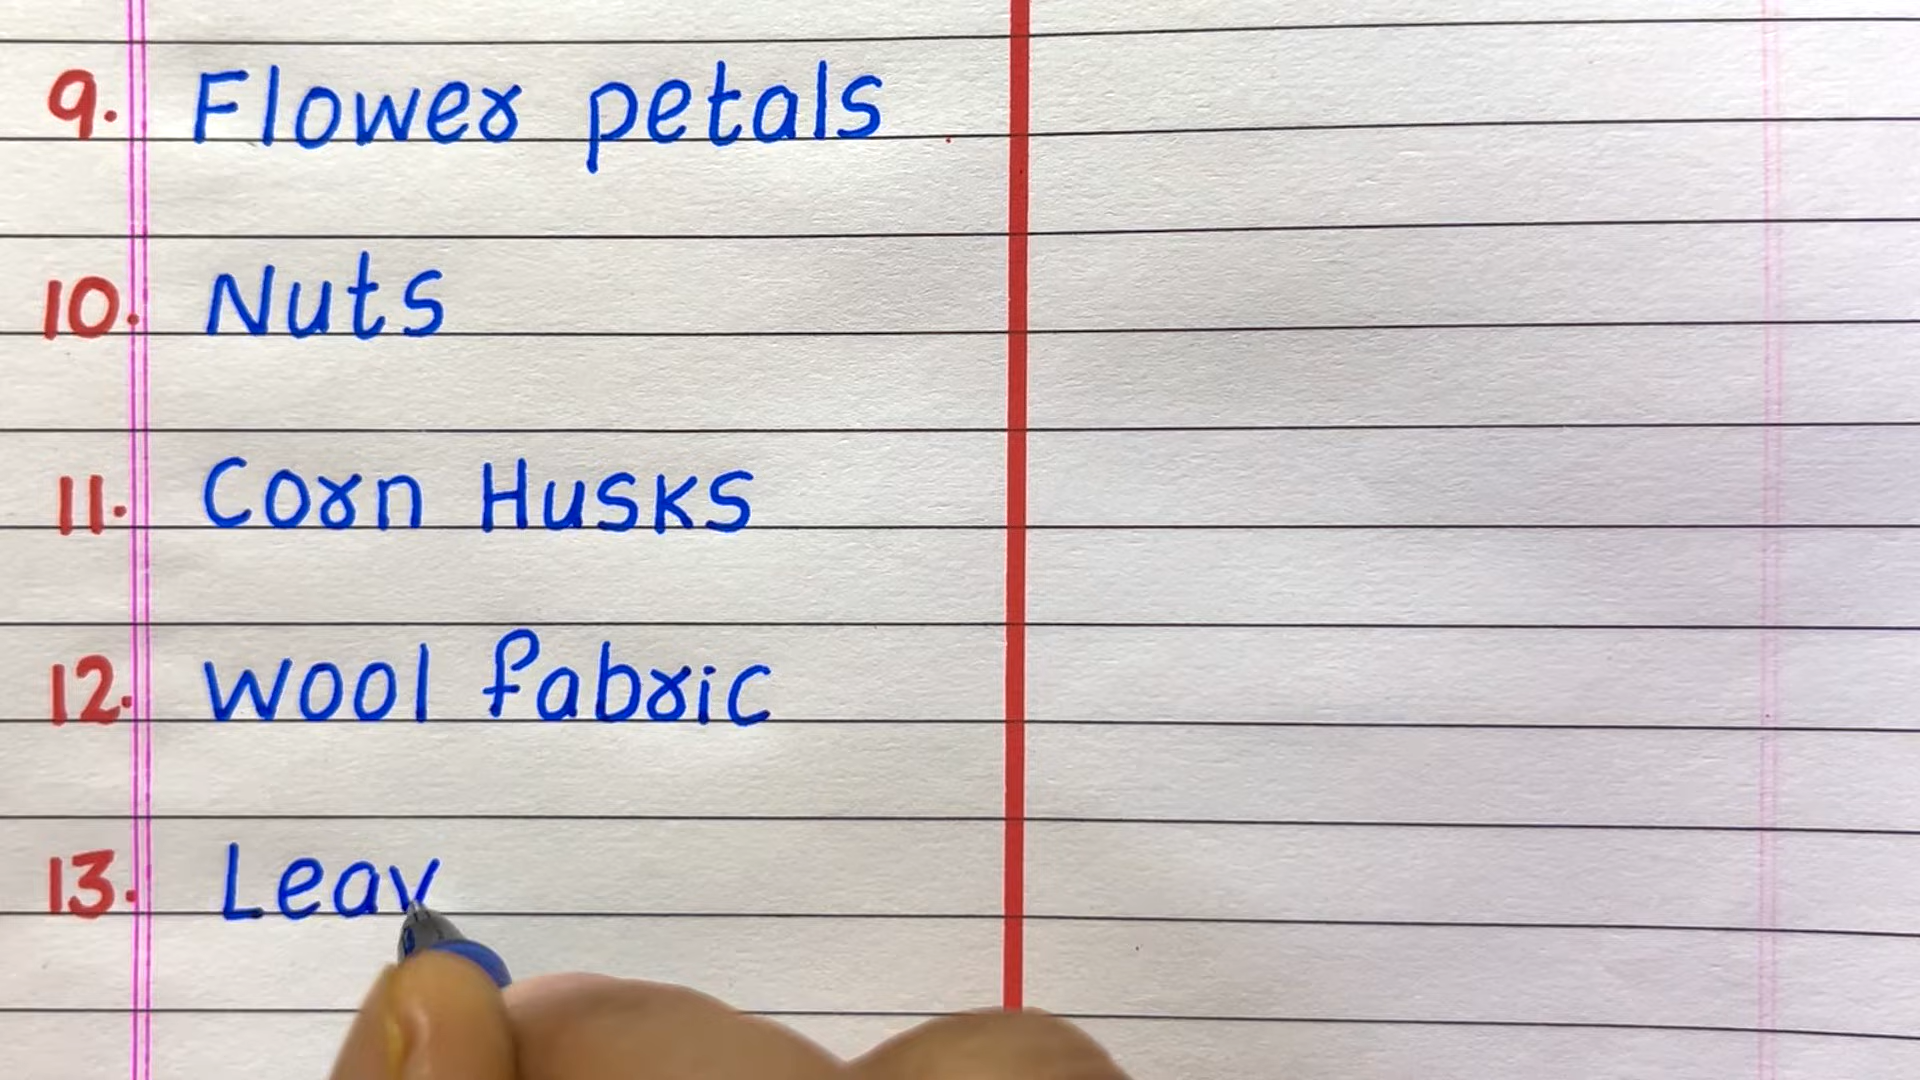 9. Flower petals
10. Nuts
11. Corn Husks
12. Wool fabric
13. Leav